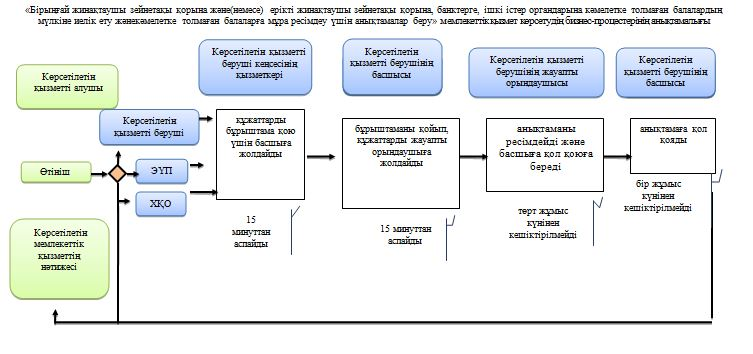 «Бірыңғай жинақтаушы зейнетақы қорына және(немесе) ерікті жинақтаушы зейнетақы қорына, банктерге, ішкі істер органдарына кәмелетке толмаған балалардың
мүлкіне иелік ету жәнекәмелетке толмаған балаларға мұра ресімдеу үшін анықтамалар беру» мемлекеттік қызмет көрсетудің бизнес-процестерінің анықтамалығы
Көрсетілетін
қызметті алушы
Көрсетілетін
қызметті
беруші кеңсесінің
қызметкері
Көрсетілетін
қызметті берушінің
басшысы
Көрсетілетін қызметті
берушінің жауапты
орындаушысы
Көрсетілетін
қызметті берушінің
басшысы
Көрсетілетін
қызметті беруші
Өтініш
ЭҮП
ХҚО
құжаттарды
бұрыштама қою
үшін басшыға
жолдайды
бұрыштаманы қойып,
құжаттарды жауапты
орындаушыға
жолдайды
анықтаманы
ресімдейді және
басшыға қол қоюға
береді
анықтамаға қол
қояды
15
минуттан
аспайды
15 минуттан
аспайды
төрт жұмыс
күнінен
кешіктірілмейді
бір жұмыс
күнінен
кешіктірілмейді
Көрсетілетін
мемлекеттік
қызметтің
нәтижесі